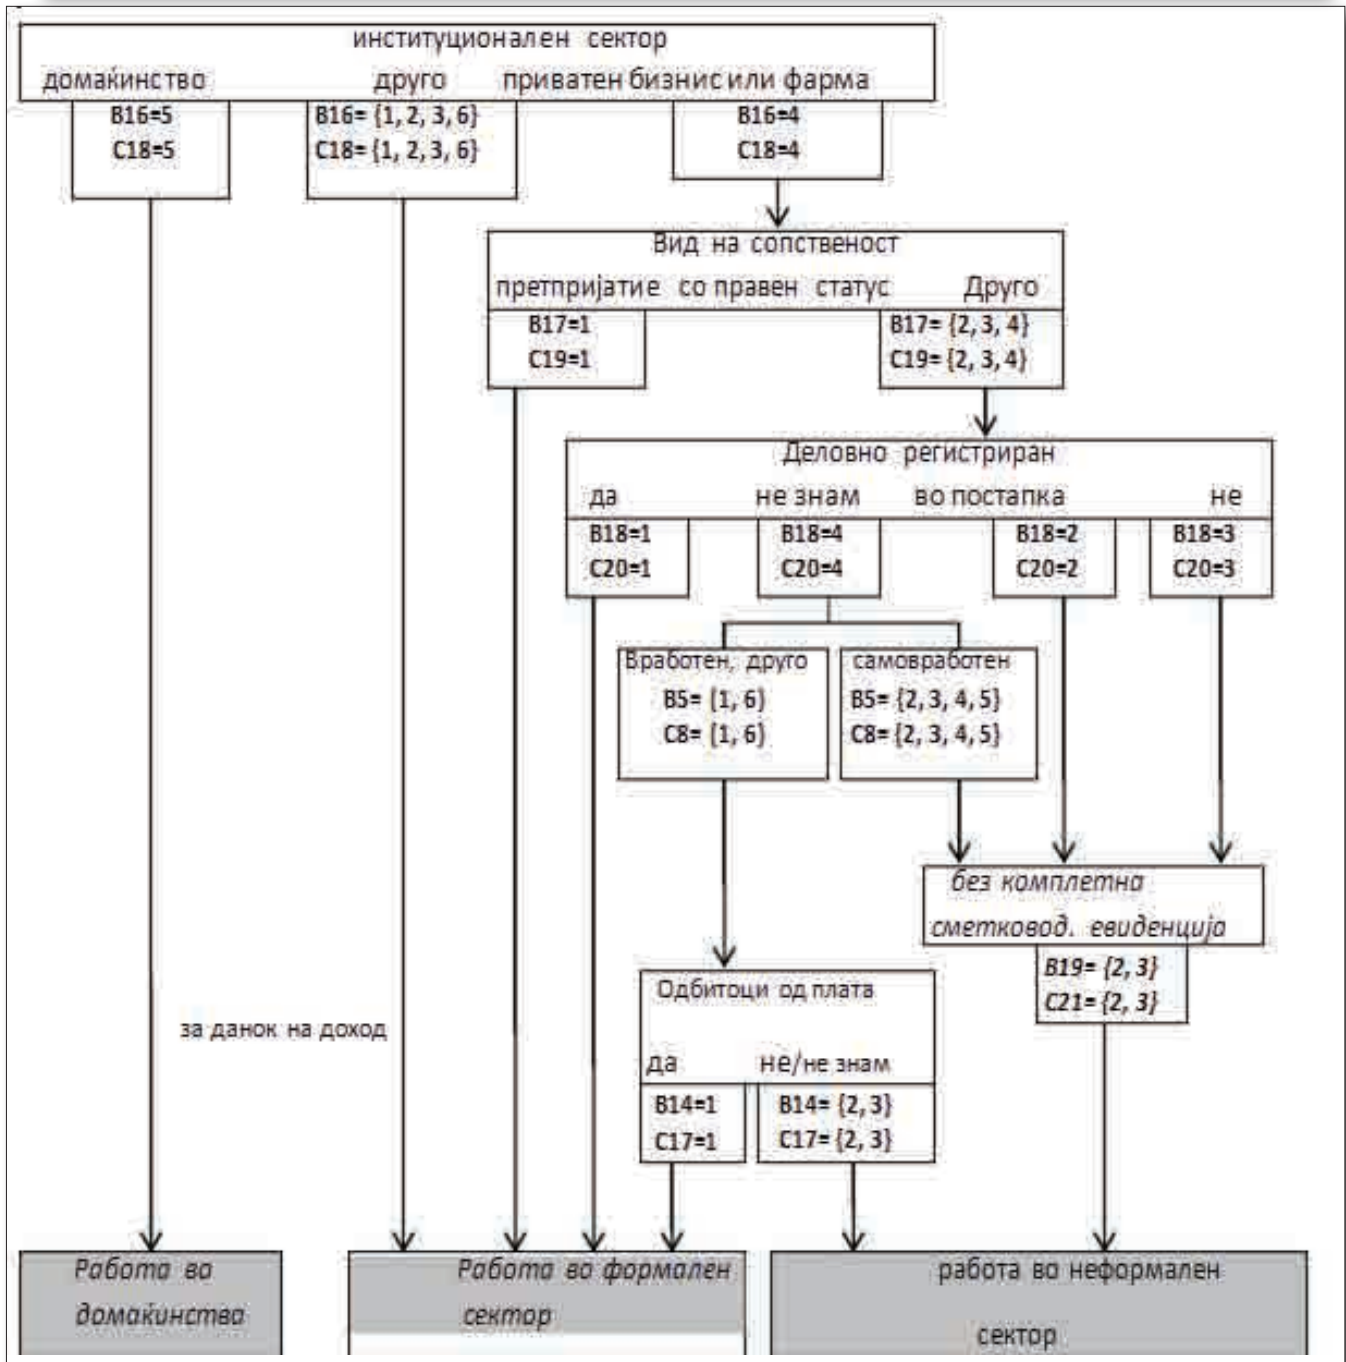 институционален сектор
домаќинство друго приватен бизнис или фарма
B16=5 B16= {1, 2, 3, 6} B16=4
C18=5 C18= {1, 2, 3, 6} C18=4
Вид на сопственост
претпријатие со правен статус Друго
B17=1 B17= {2, 3, 4}
C19=1 C19= {2, 3, 4}
Деловно регистриран
да не знам во постапка не
B18=1 B18=4 B18=2 B18=3
C20=1 C20=4 C20=2 C20=3
Вработен, друго самовработен
B5= {1, 6} B5= {2, 3, 4, 5}
C8= {1, 6} C8= {2, 3, 4, 5}
без комплетна
сметковод. евиденција
B19= {2, 3}
C21= {2, 3}
Одбитоци од плата
за данок на доход
да не/не знам
B14=1 B14= {2, 3}
C17=1 C17= {2, 3}
Работа во
домаќинства
Работа во формален
сектор
работа во неформален
сектор